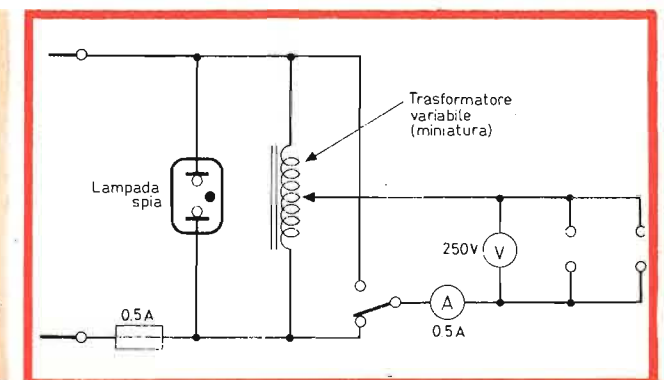 Trasformatore
variabile
(miniatura)
Lampada
spia
250V
V
0.5A
A
0.5A